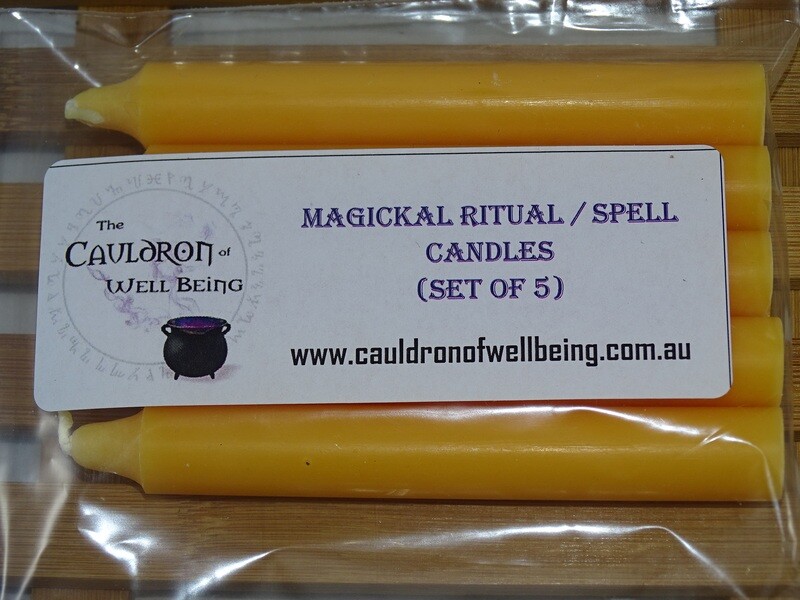 The
Cauldron of
Well Being
MAGICKAL RITUAL / SPELL
CANDLES
(SET OF 5)
www.cauldronofwellbeing.com.au